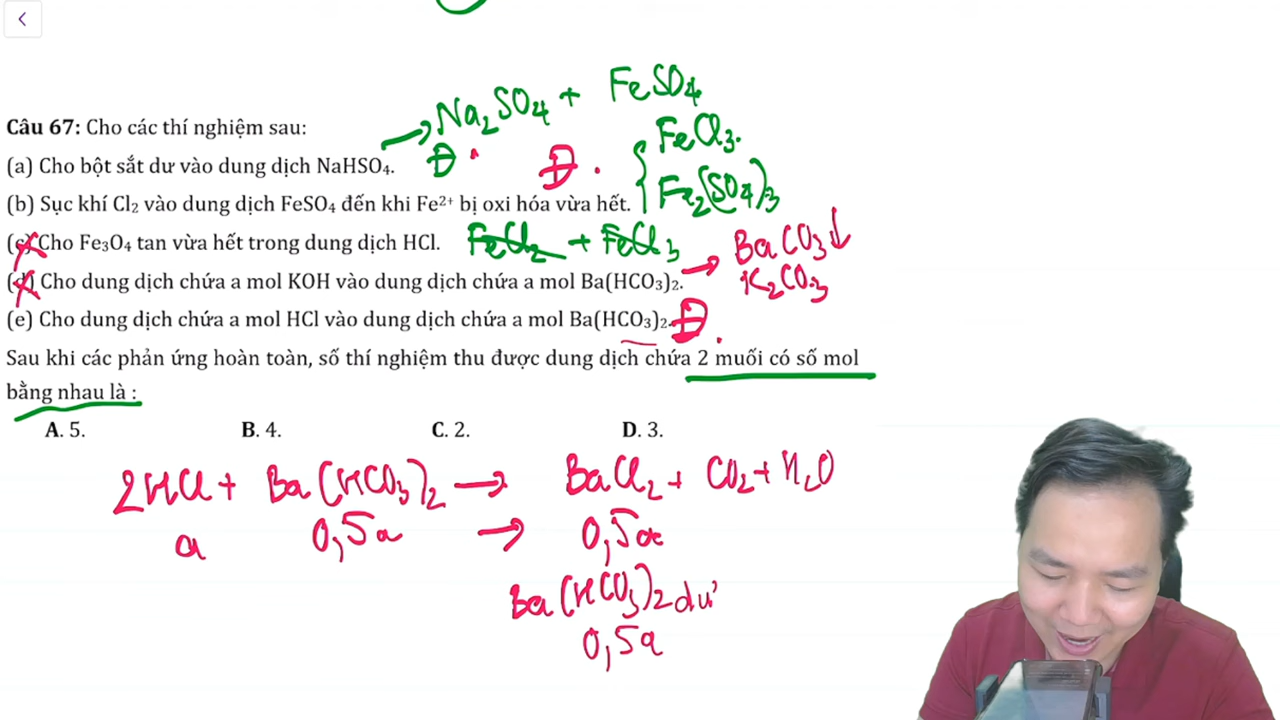 Na₂SO₄ + FeSO₄
Câu 67: Cho các thí nghiệm sau:
FeCl₃.
(a) Cho bột sắt dư vào dung dịch NaHSO₄. Đ. Đ.
Fe₂(SO₄)₃
(b) Sục khí Cl₂ vào dung dịch FeSO₄ đến khi Fe²⁺ bị oxi hóa vừa hết.
(c) Cho Fe₃O₄ tan vừa hết trong dung dịch HCl. FeCl₂ + FeCl₃
→ BaCO₃↓
K₂CO₃
(d) Cho dung dịch chứa a mol KOH vào dung dịch chứa a mol Ba(HCO₃)₂.
(e) Cho dung dịch chứa a mol HCl vào dung dịch chứa a mol Ba(HCO₃)₂. Đ.
Sau khi các phản ứng hoàn toàn, số thí nghiệm thu được dung dịch chứa 2 muối có số mol
bằng nhau là :
A. 5. B. 4. C. 2. D. 3.
2HCl + Ba(HCO₃)₂ → BaCl₂ + CO₂ + H₂O
a 0,5a → 0,5a
Ba(HCO₃)₂ dư
0,5a